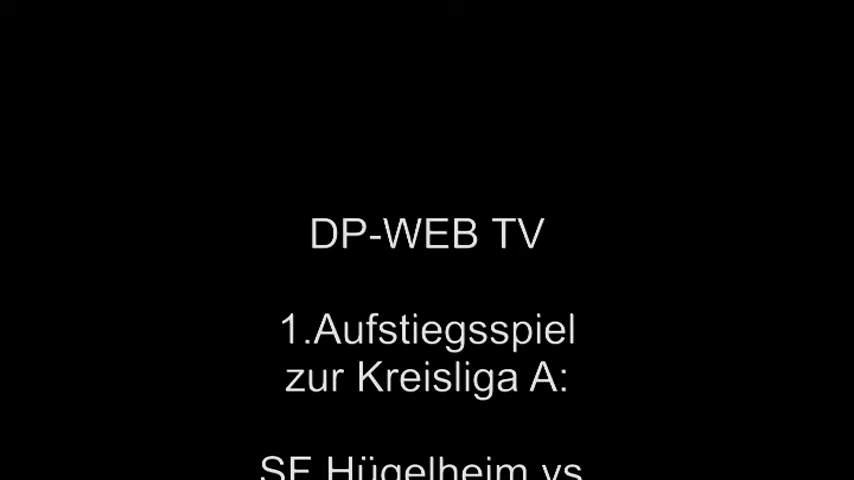 DP-WEB TV
1.Aufstiegsspiel
zur Kreisliga A:
SF Hügelheim vs